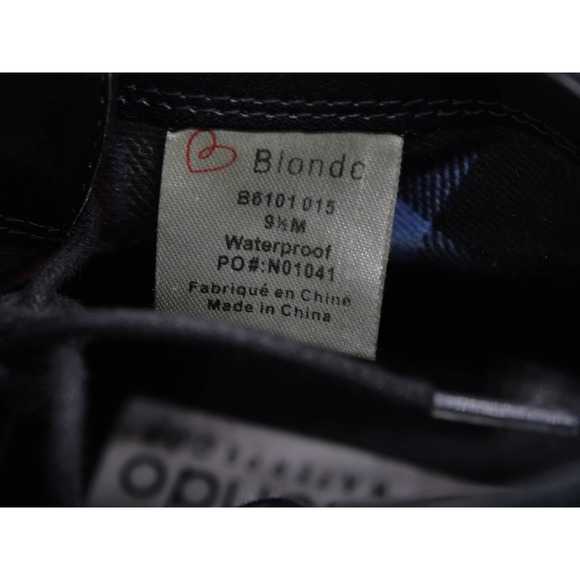 Blondo
B6101 015
9½M
Waterproof
PO#:N01041
Fabriqué en Chine
Made in China